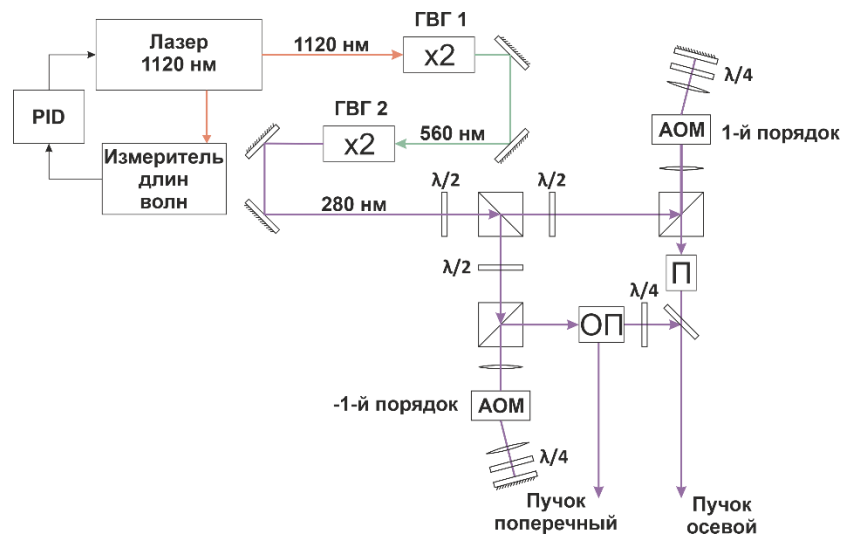 Лазер
1120 нм
1120 нм
ГВГ 1
x2
λ/4
PID
АОМ
1-й порядок
ГВГ 2
x2
560 нм
Измеритель
длин
волн
280 нм
λ/2
λ/2
λ/2
П
λ/4
ОП
-1-й порядок
АОМ
λ/4
Пучок
поперечный
Пучок
осевой